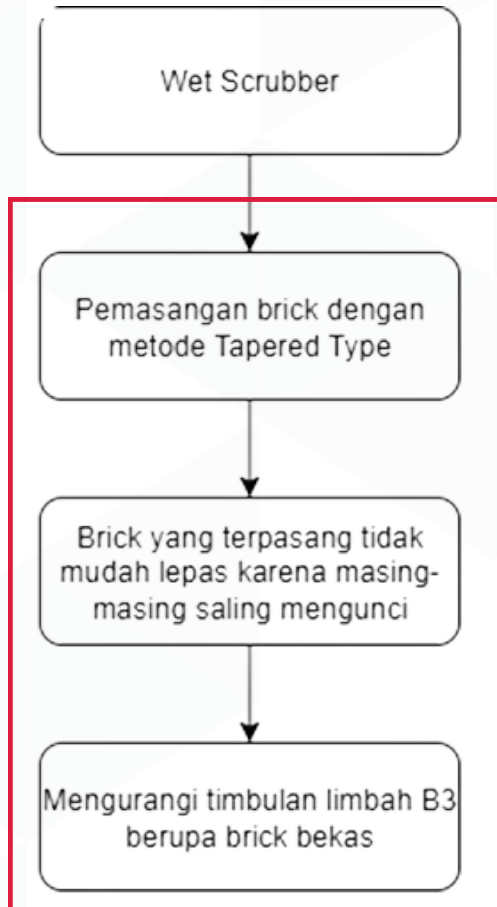 Wet Scrubber
Pemasangan brick dengan
metode Tapered Type
Brick yang terpasang tidak
mudah lepas karena masing-
masing saling mengunci
Mengurangi timbulan limbah B3
berupa brick bekas